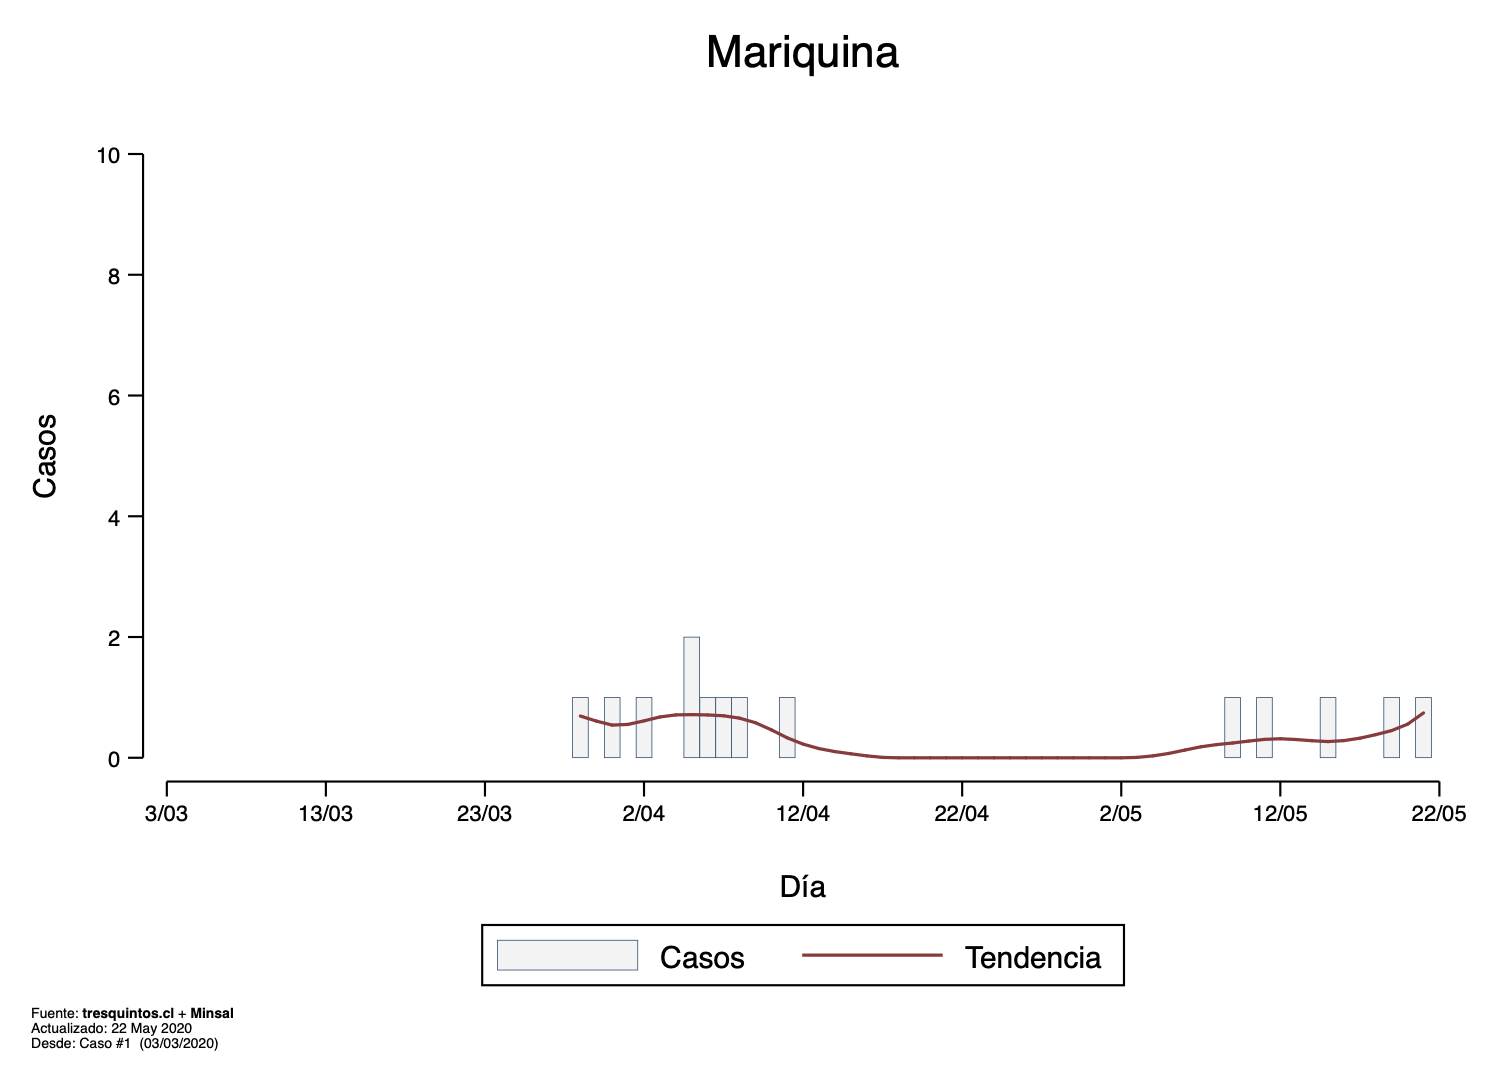 Mariquina
10
8
6
4
2
0
Casos
3/03 13/03 23/03 2/04 12/04 22/04 2/05 12/05 22/05
Día
Casos Tendencia
Fuente: tresquintos.cl + Minsal
Actualizado: 22 May 2020
Desde: Caso #1 (03/03/2020)